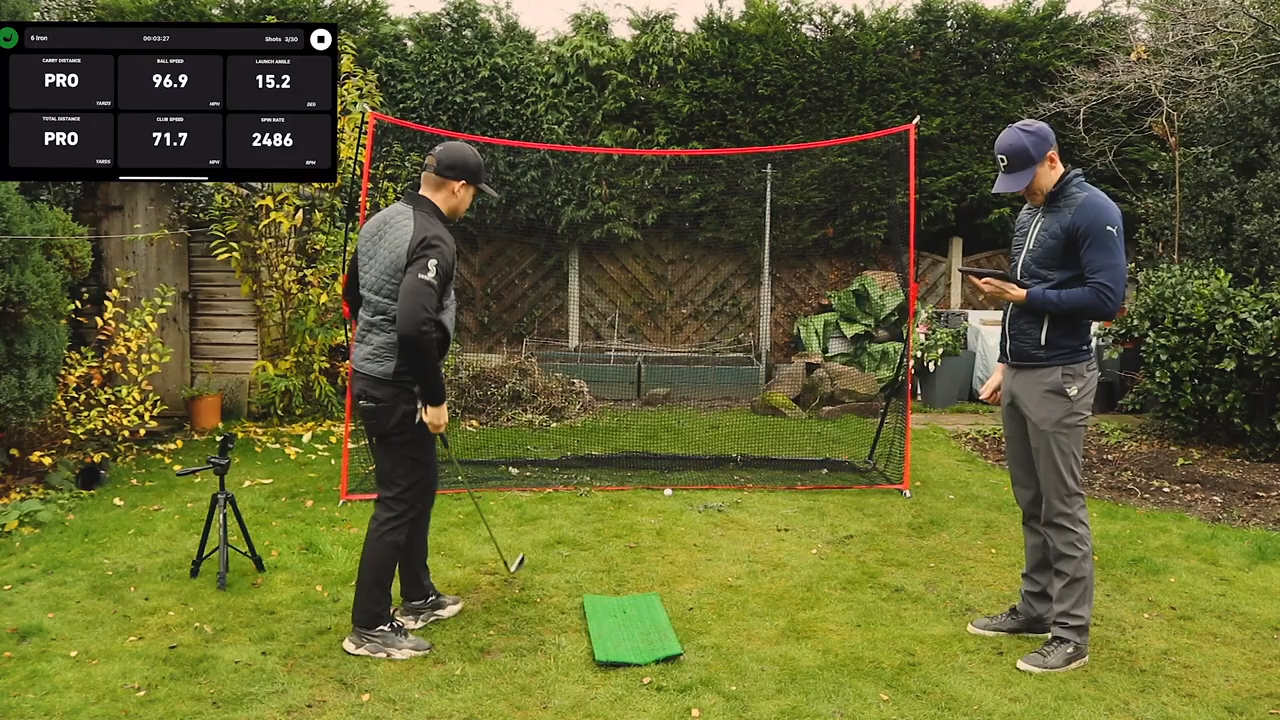 6 Iron 00:03:27 Shots 3/30
CARRY DISTANCE BALL SPEED LAUNCH ANGLE
PRO 96.9 15.2
YARDS MPH DEG
TOTAL DISTANCE CLUB SPEED SPIN RATE
PRO 71.7 2486
YARDS MPH RPM
P